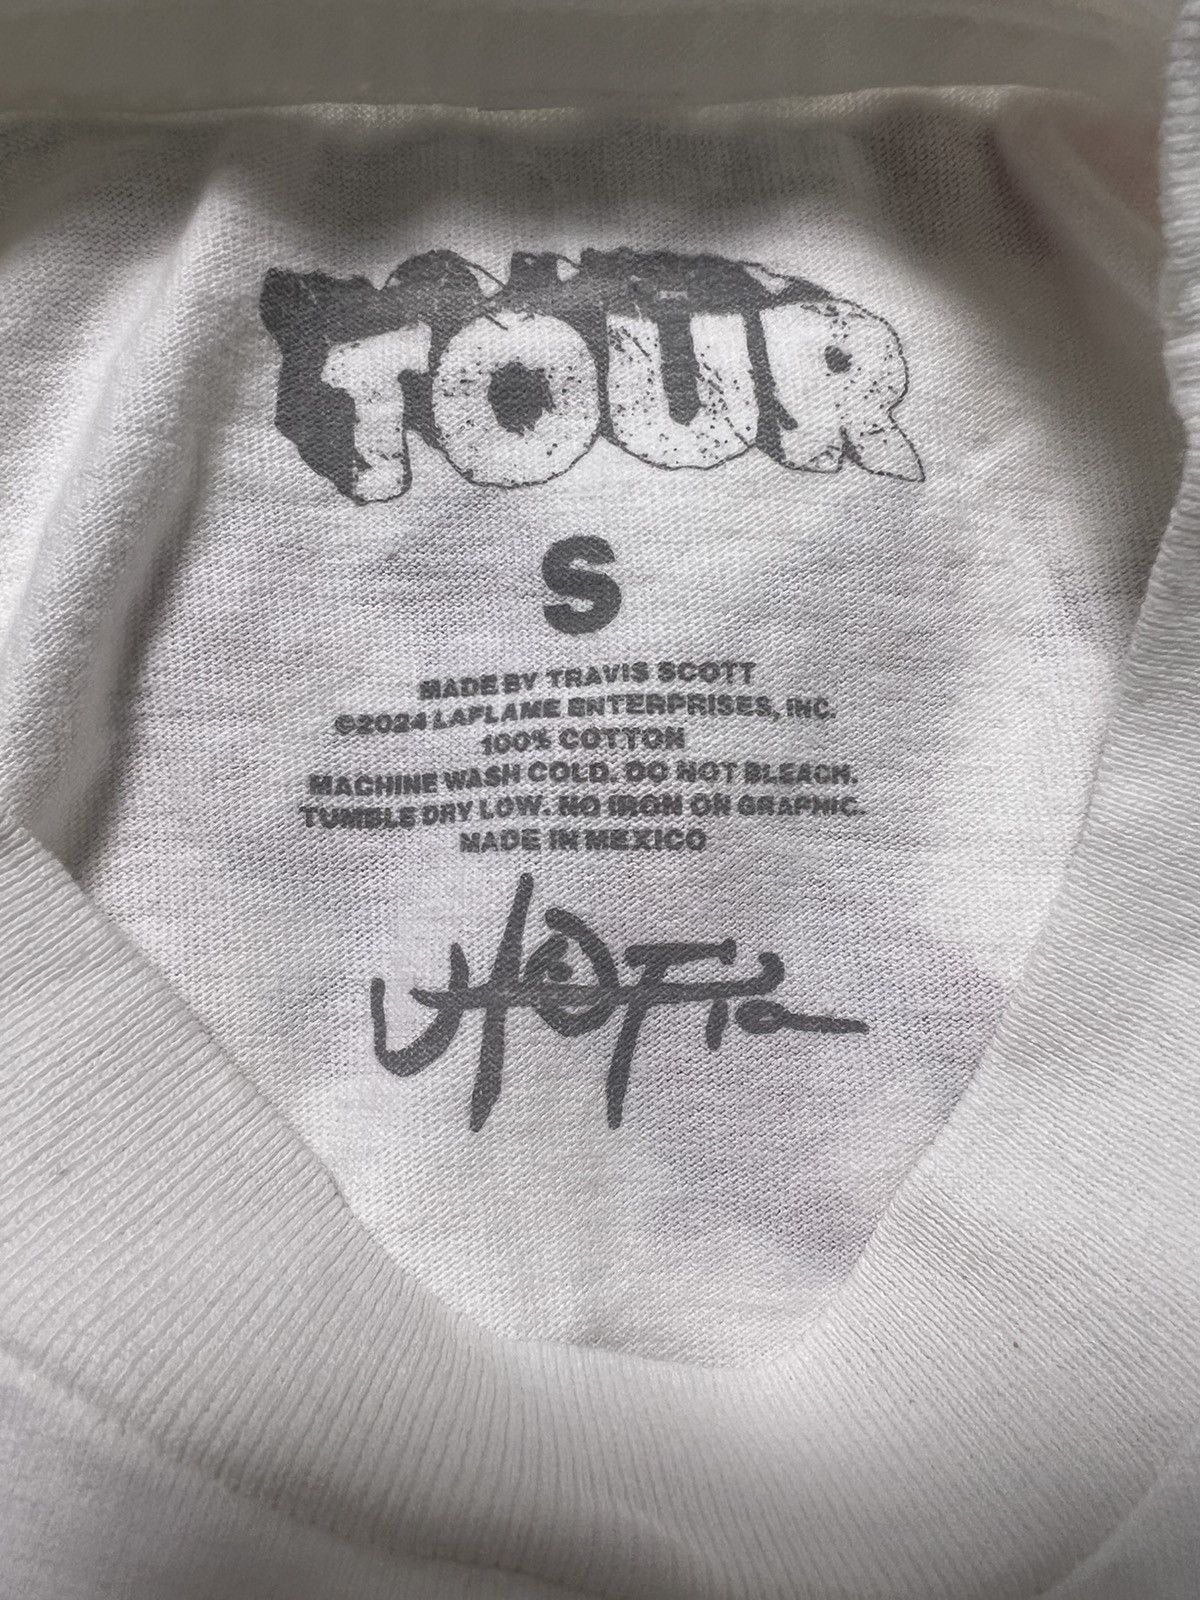 TOUR
S
MADE BY TRAVIS SCOTT
©2024 LAFLAME ENTERPRISES, INC.
100% COTTON
MACHINE WASH COLD. DO NOT BLEACH.
TUMBLE DRY LOW. NO IRON ON GRAPHIC.
MADE IN MEXICO